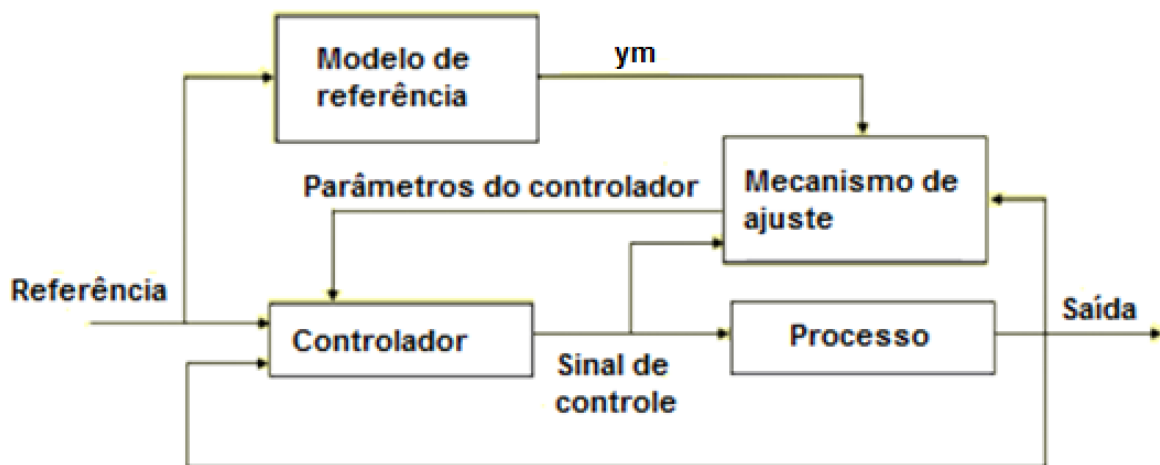 Modelo de
referência
ym
Parâmetros do controlador
Mecanismo de
ajuste
Referência
Controlador
Sinal de
controle
Processo
Saída